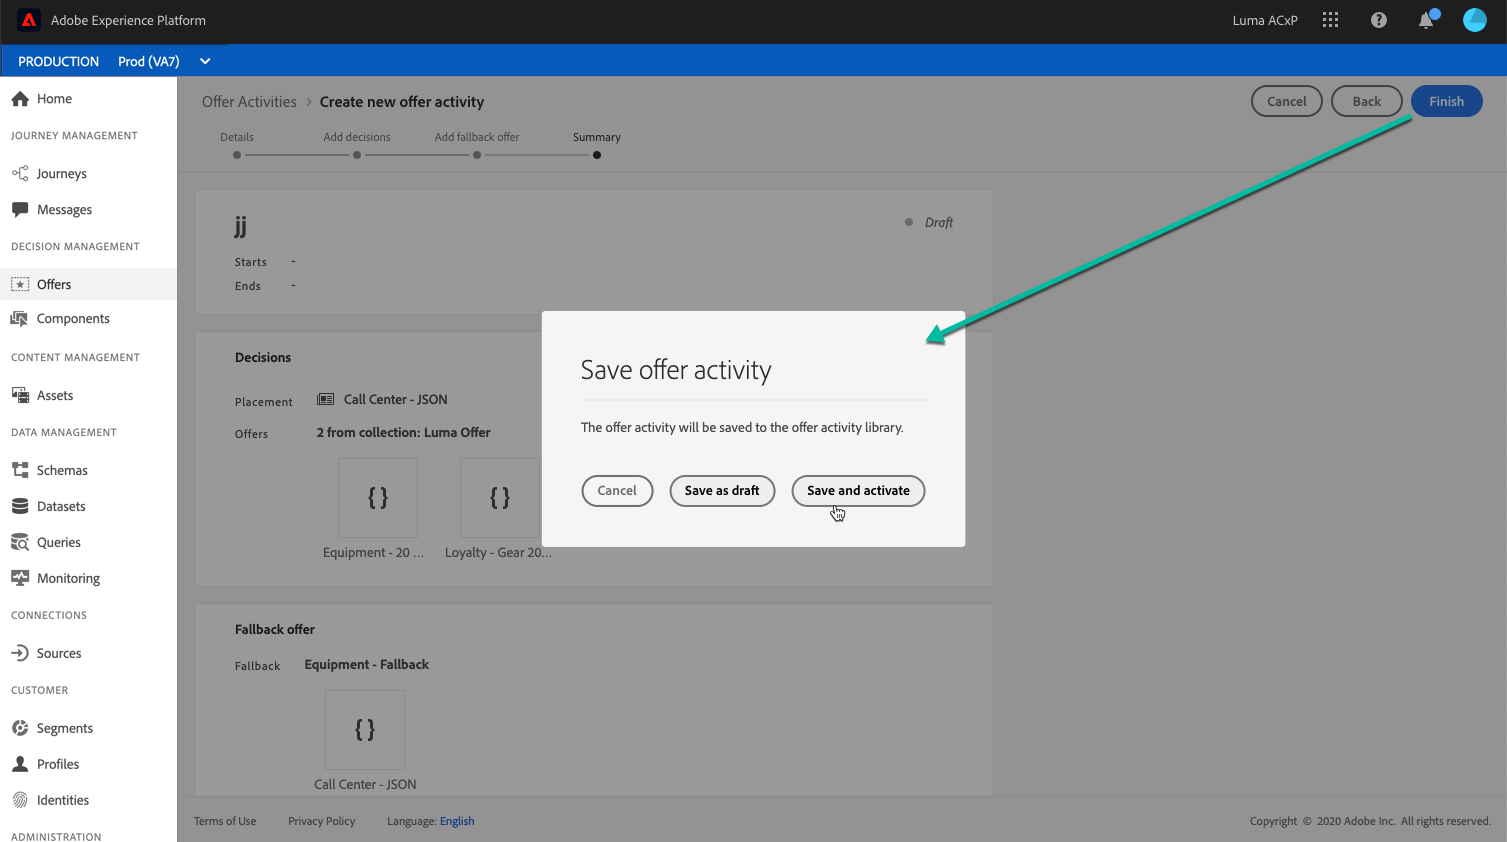 Adobe Experience Platform
Luma ACxP
PRODUCTION Prod (VA7)
Home
JOURNEY MANAGEMENT
Journeys
Messages
DECISION MANAGEMENT
Offers
Components
CONTENT MANAGEMENT
Assets
DATA MANAGEMENT
Schemas
Datasets
Queries
Monitoring
CONNECTIONS
Sources
CUSTOMER
Segments
Profiles
Identities
ADMINISTRATION
Offer Activities > Create new offer activity
Cancel Back Finish
Details Add decisions Add fallback offer Summary
jj
Draft
Starts -
Ends -
Decisions
Placement Call Center - JSON
Offers 2 from collection: Luma Offer
{} {}
Equipment - 20 ... Loyalty - Gear 20...
Save offer activity
The offer activity will be saved to the offer activity library.
Cancel Save as draft Save and activate
Fallback offer
Fallback Equipment - Fallback
{}
Call Center - JSON
Terms of Use Privacy Policy Language: English
Copyright © 2020 Adobe Inc. All rights reserved.